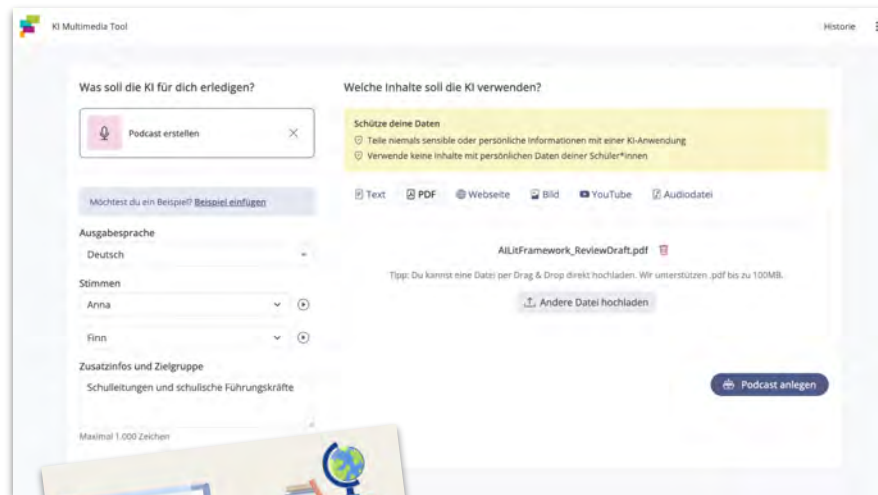 KI Multimedia Tool
Historie
Was soll die KI für dich erledigen?
Podcast erstellen
Möchtest du ein Beispiel? Beispiel einfügen
Ausgabesprache
Deutsch
Stimmen
Anna
Finn
Zusatzinfos und Zielgruppe
Schulleitungen und schulische Führungskräfte
Maximal 1.000 Zeichen
Welche Inhalte soll die KI verwenden?
Schütze deine Daten
Teile niemals sensible oder persönliche Informationen mit einer KI-Anwendung
Verwende keine Inhalte mit persönlichen Daten deiner Schüler*innen
Text PDF Webseite Bild YouTube Audiodatei
AILitFramework_ReviewDraft.pdf
Tipp: Du kannst eine Datei per Drag & Drop direkt hochladen. Wir unterstützen .pdf bis zu 100MB.
Andere Datei hochladen
Podcast anlegen